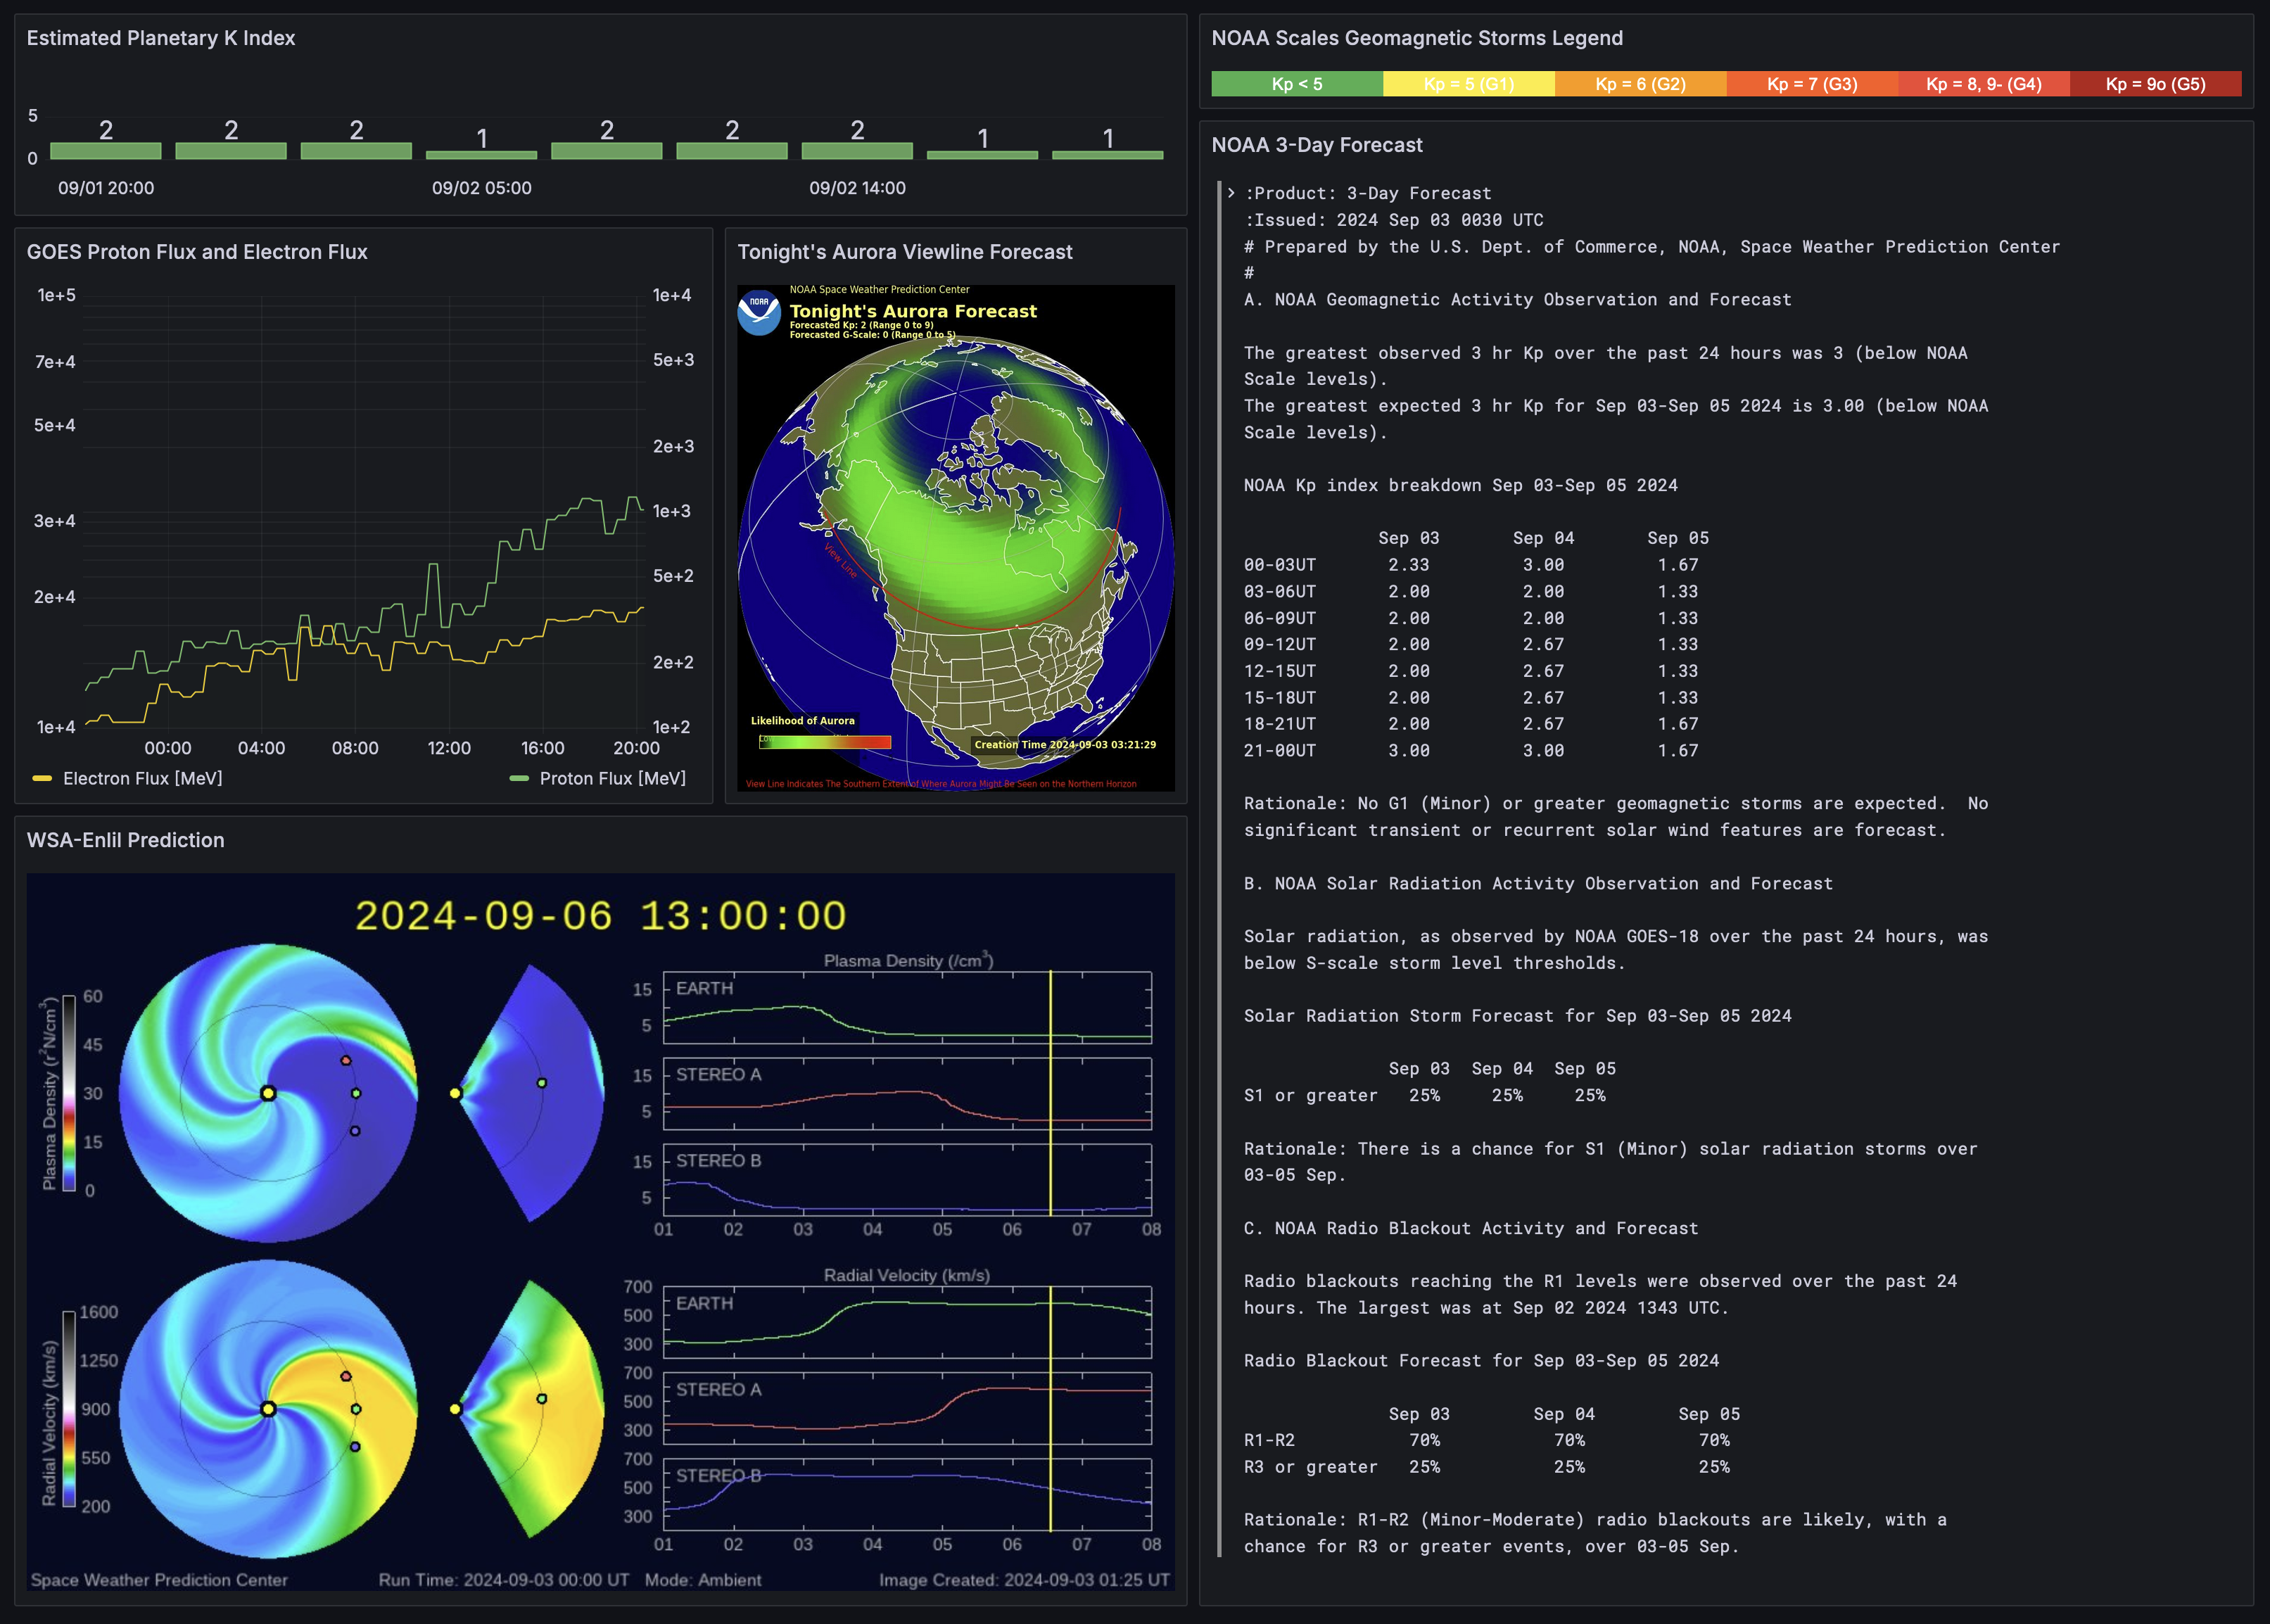 Estimated Planetary K Index
5
0
2 2 2 1 2 2 2 1 1
09/01 20:00 09/02 05:00 09/02 14:00
GOES Proton Flux and Electron Flux
1e+5
7e+4
5e+4
3e+4
2e+4
1e+4
1e+4
5e+3
2e+3
1e+3
5e+2
2e+2
1e+2
00:00 04:00 08:00 12:00 16:00 20:00
Electron Flux [MeV] Proton Flux [MeV]
Tonight's Aurora Viewline Forecast
NOAA
NOAA Space Weather Prediction Center
Tonight's Aurora Forecast
Forecasted Kp: 2 (Range 0 to 9)
Forecasted G-Scale: 0 (Range 0 to 5)
View Line
Likelihood of Aurora
Creation Time 2024-09-03 03:21:29
View Line Indicates The Southern Extent of Where Aurora Might Be Seen on the Northern Horizon
WSA-Enlil Prediction
2024-09-06 13:00:00
Plasma Density (r²N/cm³)
60
45
30
15
0
Plasma Density (/cm³)
15
5
EARTH
15
5
STEREO A
15
5
STEREO B
01 02 03 04 05 06 07 08
Radial Velocity (km/s)
1600
1250
900
550
200
Radial Velocity (km/s)
700
500
300
EARTH
700
500
300
STEREO A
700
500
300
STEREO B
01 02 03 04 05 06 07 08
Space Weather Prediction Center Run Time: 2024-09-03 00:00 UT Mode: Ambient Image Created: 2024-09-03 01:25 UT
NOAA Scales Geomagnetic Storms Legend
Kp < 5 Kp = 5 (G1) Kp = 6 (G2) Kp = 7 (G3) Kp = 8, 9- (G4) Kp = 9o (G5)
NOAA 3-Day Forecast
:Product: 3-Day Forecast
:Issued: 2024 Sep 03 0030 UTC
# Prepared by the U.S. Dept. of Commerce, NOAA, Space Weather Prediction Center
#
A. NOAA Geomagnetic Activity Observation and Forecast
The greatest observed 3 hr Kp over the past 24 hours was 3 (below NOAA
Scale levels).
The greatest expected 3 hr Kp for Sep 03-Sep 05 2024 is 3.00 (below NOAA
Scale levels).
NOAA Kp index breakdown Sep 03-Sep 05 2024
Sep 03 Sep 04 Sep 05
00-03UT 2.33 3.00 1.67
03-06UT 2.00 2.00 1.33
06-09UT 2.00 2.00 1.33
09-12UT 2.00 2.67 1.33
12-15UT 2.00 2.67 1.33
15-18UT 2.00 2.67 1.33
18-21UT 2.00 2.67 1.67
21-00UT 3.00 3.00 1.67
Rationale: No G1 (Minor) or greater geomagnetic storms are expected. No
significant transient or recurrent solar wind features are forecast.
B. NOAA Solar Radiation Activity Observation and Forecast
Solar radiation, as observed by NOAA GOES-18 over the past 24 hours, was
below S-scale storm level thresholds.
Solar Radiation Storm Forecast for Sep 03-Sep 05 2024
Sep 03 Sep 04 Sep 05
S1 or greater 25% 25% 25%
Rationale: There is a chance for S1 (Minor) solar radiation storms over
03-05 Sep.
C. NOAA Radio Blackout Activity and Forecast
Radio blackouts reaching the R1 levels were observed over the past 24
hours. The largest was at Sep 02 2024 1343 UTC.
Radio Blackout Forecast for Sep 03-Sep 05 2024
Sep 03 Sep 04 Sep 05
R1-R2 70% 70% 70%
R3 or greater 25% 25% 25%
Rationale: R1-R2 (Minor-Moderate) radio blackouts are likely, with a
chance for R3 or greater events, over 03-05 Sep.